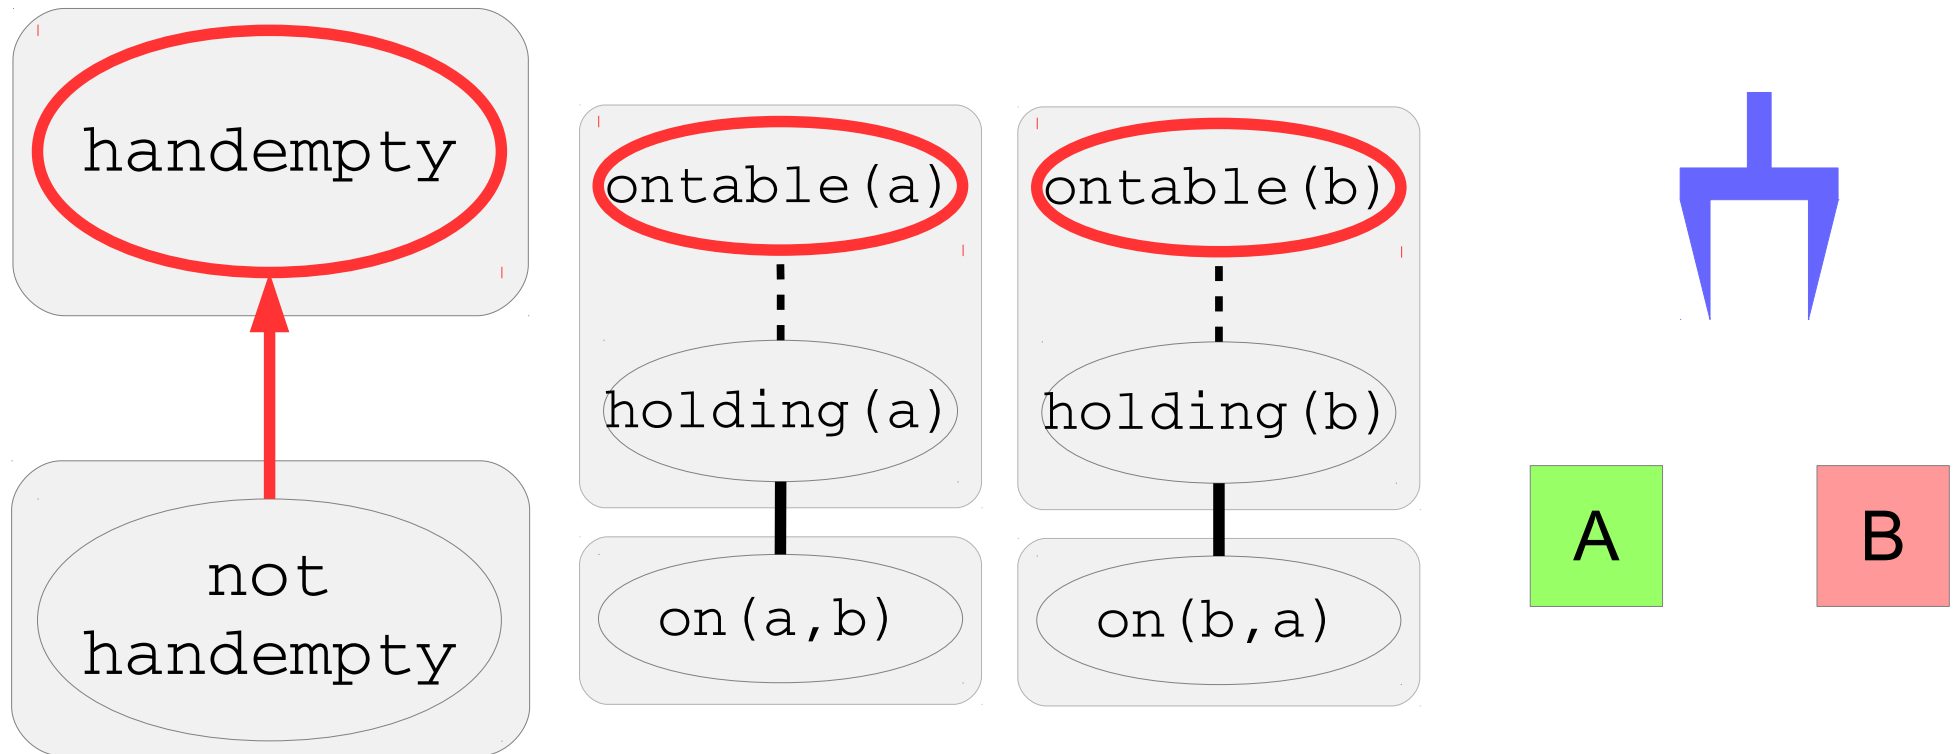 handempty
not
handempty
ontable(a)
holding(a)
on(a,b)
ontable(b)
holding(b)
on(b,a)
A
B